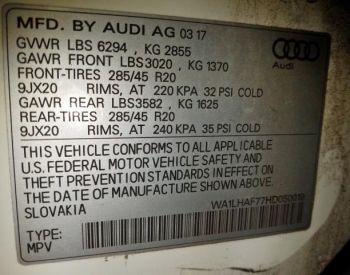 MFD. BY AUDI AG 03 17
GVWR LBS 6294 , KG 2855
GAWR FRONT LBS3020 , KG 1370
FRONT-TIRES 285/45 R20
9JX20 RIMS, AT 220 KPA 32 PSI COLD
GAWR REAR LBS3582 , KG 1625
REAR-TIRES 285/45 R20
9JX20 RIMS, AT 240 KPA 35 PSI COLD
Audi
THIS VEHICLE CONFORMS TO ALL APPLICABLE
U.S. FEDERAL MOTOR VEHICLE SAFETY AND
THEFT PREVENTION STANDARDS IN EFFECT ON
THE DATE OF MANUFACTURE SHOWN ABOVE.
SLOVAKIA
WA1LHAF77HD050019
TYPE:
MPV